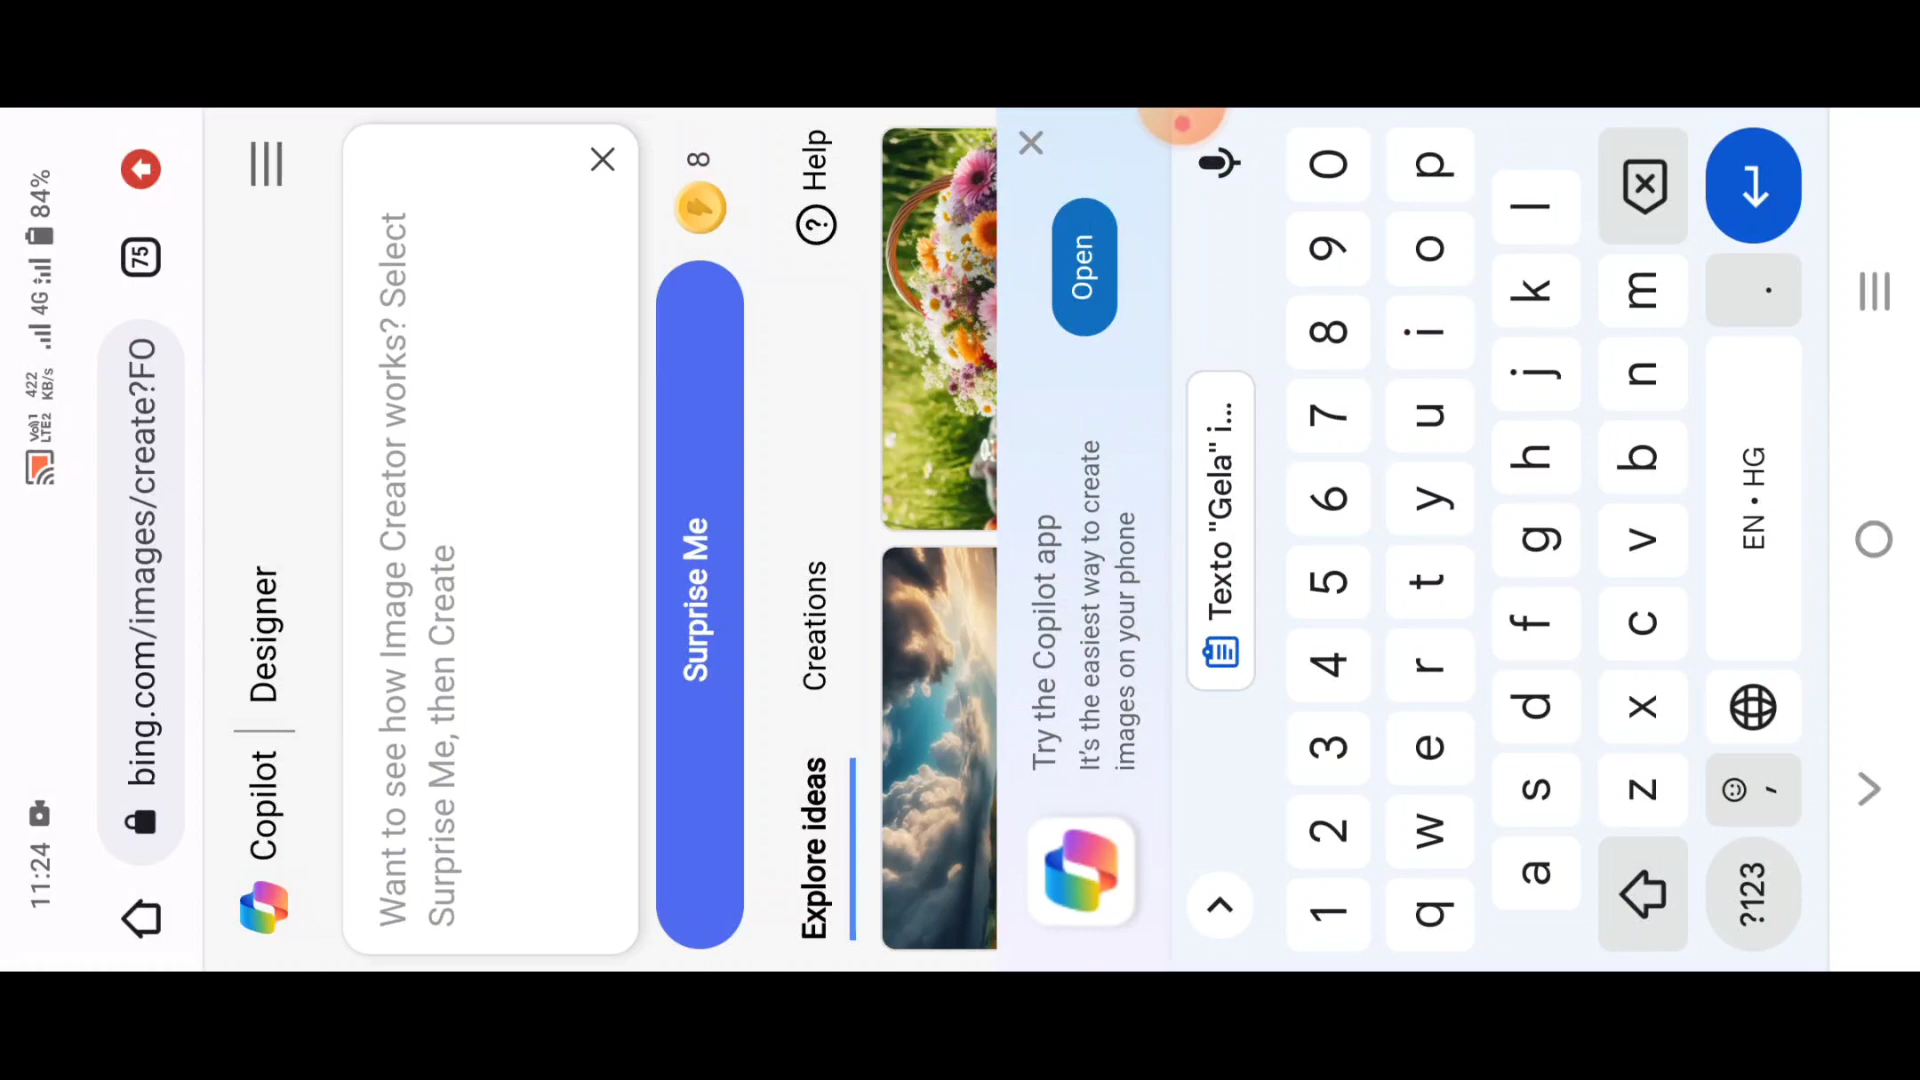 11:24
Vo)) 1 LTE2
422 KB/s
4G
84%
bing.com/images/create?FO
75
Copilot | Designer
Want to see how Image Creator works? Select
Surprise Me, then Create
Surprise Me
8
Explore ideas
Creations
Help
Try the Copilot app
It's the easiest way to create
images on your phone
Open
Texto "Gela" i...
1 2 3 4 5 6 7 8 9 0
q w e r t y u i o p
a s d f g h j k l
z x c v b n m
?123 , EN • HG .